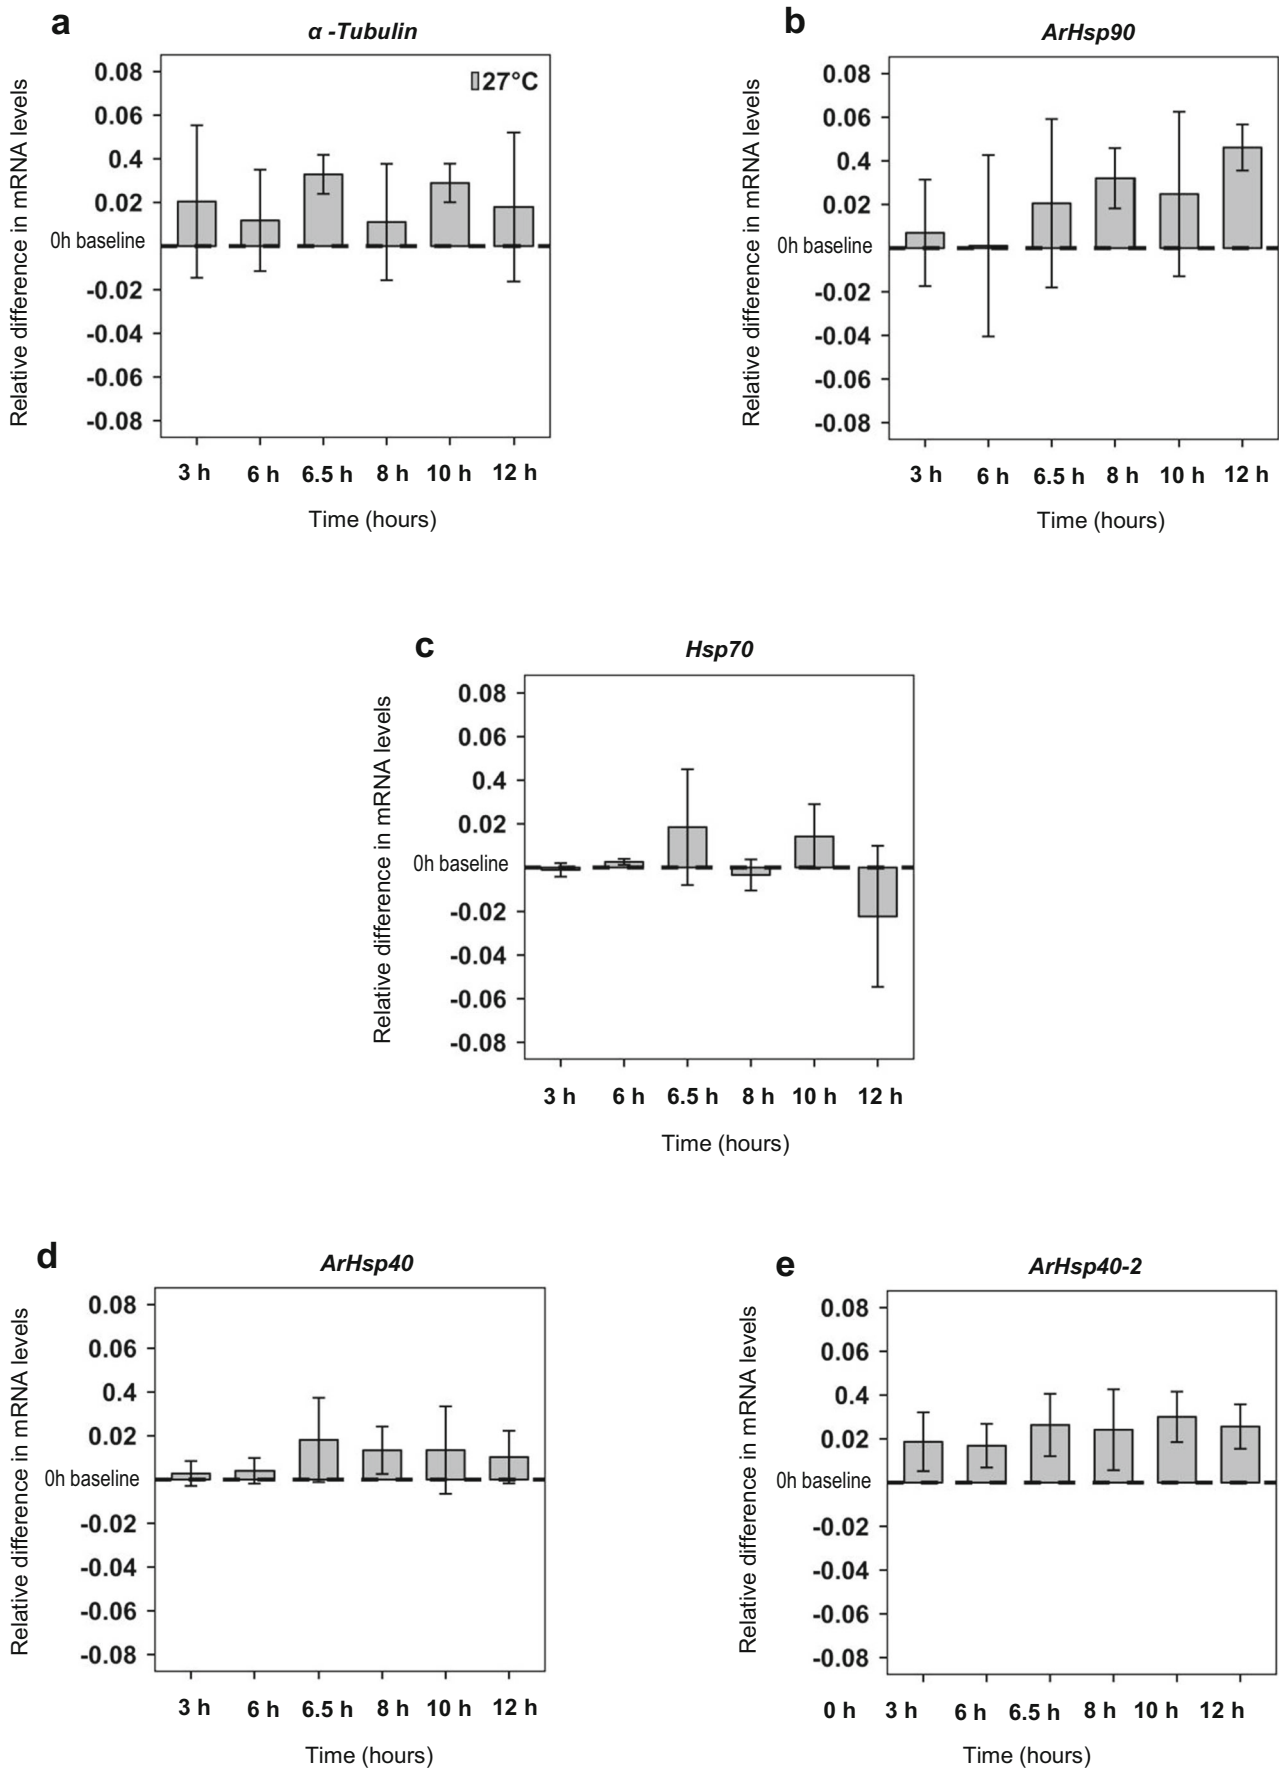 a
α -Tubulin
Relative difference in mRNA levels
27°C
0.08
0.06
0.4
0.02
0h baseline
-0.02
-0.04
-0.06
-0.08
3 h 6 h 6.5 h 8 h 10 h 12 h
Time (hours)
b
ArHsp90
Relative difference in mRNA levels
0.08
0.06
0.4
0.02
0h baseline
-0.02
-0.04
-0.06
-0.08
3 h 6 h 6.5 h 8 h 10 h 12 h
Time (hours)
c
Hsp70
Relative difference in mRNA levels
0.08
0.06
0.4
0.02
0h baseline
-0.02
-0.04
-0.06
-0.08
3 h 6 h 6.5 h 8 h 10 h 12 h
Time (hours)
d
ArHsp40
Relative difference in mRNA levels
0.08
0.06
0.4
0.02
0h baseline
-0.02
-0.04
-0.06
-0.08
3 h 6 h 6.5 h 8 h 10 h 12 h
Time (hours)
e
ArHsp40-2
Relative difference in mRNA levels
0.08
0.06
0.4
0.02
0h baseline
-0.02
-0.04
-0.06
-0.08
0 h 3 h 6 h 6.5 h 8 h 10 h 12 h
Time (hours)